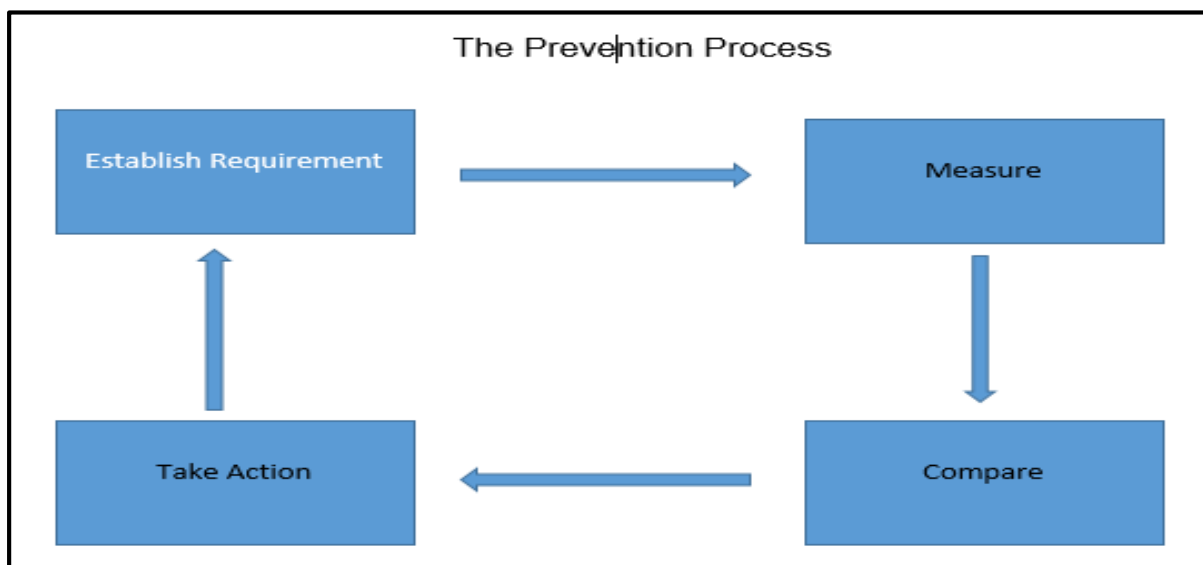 The Prevention Process
Establish Requirement
Measure
Take Action
Compare